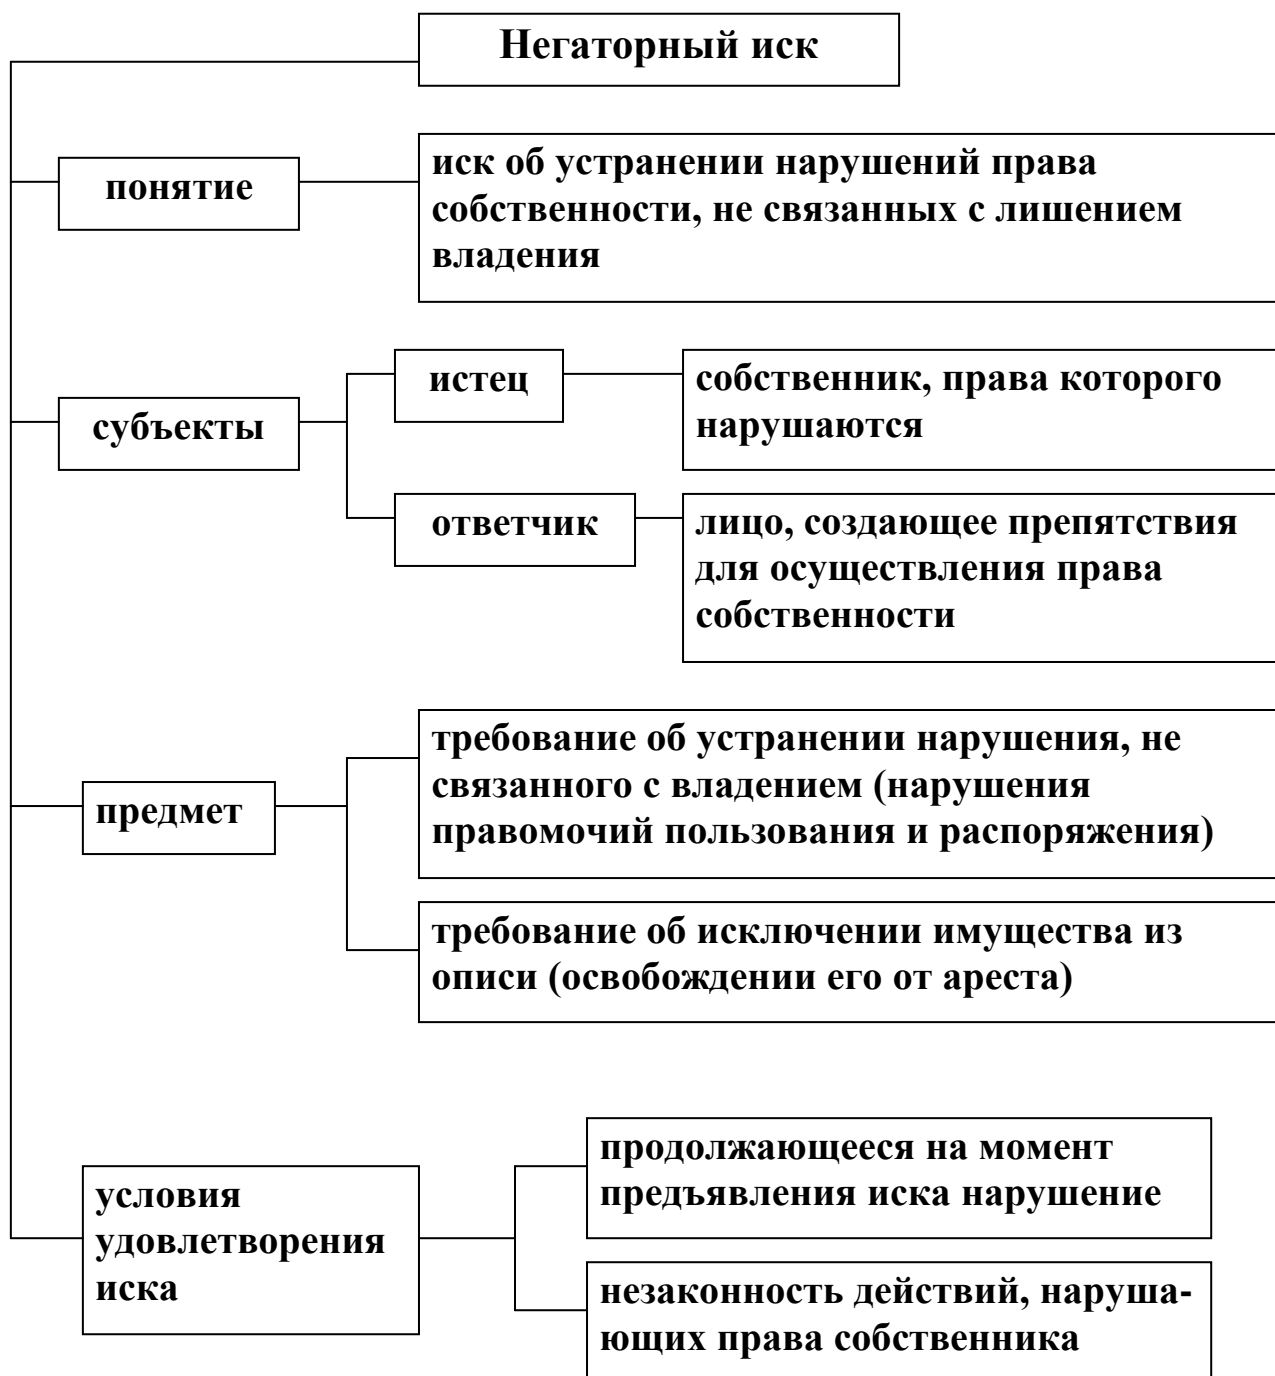 Негаторный иск
понятие
иск об устранении нарушений права
собственности, не связанных с лишением
владения
субъекты
истец
собственник, права которого
нарушаются
ответчик
лицо, создающее препятствия
для осуществления права
собственности
предмет
требование об устранении нарушения, не
связанного с владением (нарушения
правомочий пользования и распоряжения)
требование об исключении имущества из
описи (освобождении его от ареста)
условия
удовлетворения
иска
продолжающееся на момент
предъявления иска нарушение
незаконность действий, наруша-
ющих права собственника